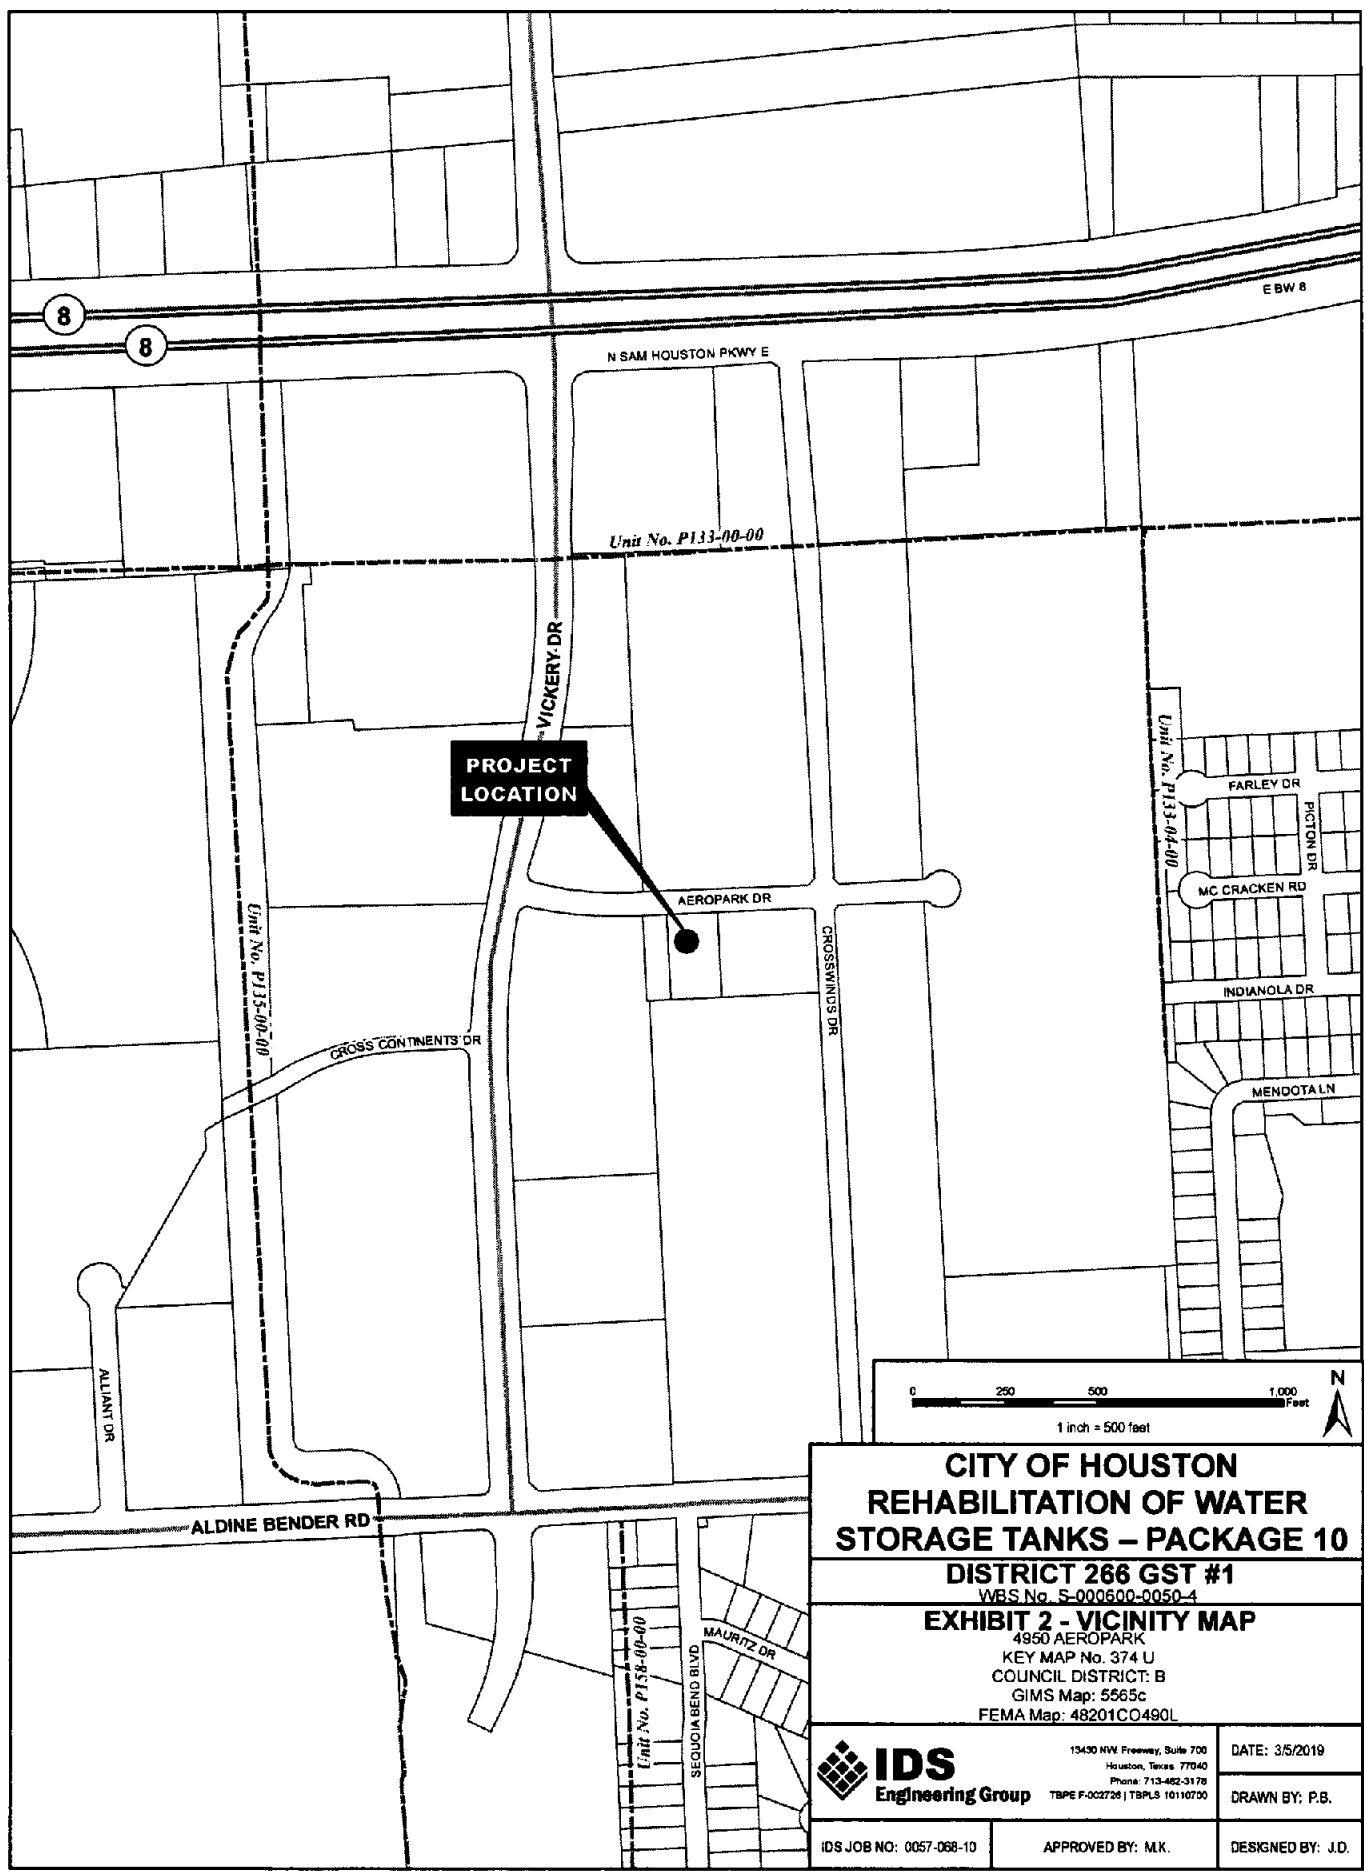 8
8
E BW 8
N SAM HOUSTON PKWY E
Unit No. P133-00-00
VICKERY DR
PROJECT
LOCATION
Unit No. P133-04-00
FARLEY DR
PICTON DR
MC CRACKEN RD
AEROPARK DR
CROSSWINDS DR
Unit No. P135-00-00
INDIANOLA DR
CROSS CONTINENTS DR
MENDOTA LN
ALLIANT DR
ALDINE BENDER RD
Unit No. P158-00-00
SEQUOIA BEND BLVD
MAURITZ DR
N
0 250 500 1,000
Feet
1 inch = 500 feet
CITY OF HOUSTON
REHABILITATION OF WATER
STORAGE TANKS – PACKAGE 10
DISTRICT 266 GST #1
WBS No. S-000600-0050-4
EXHIBIT 2 - VICINITY MAP
4950 AEROPARK
KEY MAP No. 374 U
COUNCIL DISTRICT: B
GIMS Map: 5565c
FEMA Map: 48201CO490L
IDS
Engineering Group
13430 NW. Freeway, Suite 700
Houston, Texas 77040
Phone: 713-462-3178
TBPE F-002726 | TBPLS 10110700
DATE: 3/5/2019
DRAWN BY: P.B.
IDS JOB NO: 0057-068-10
APPROVED BY: M.K.
DESIGNED BY: J.D.